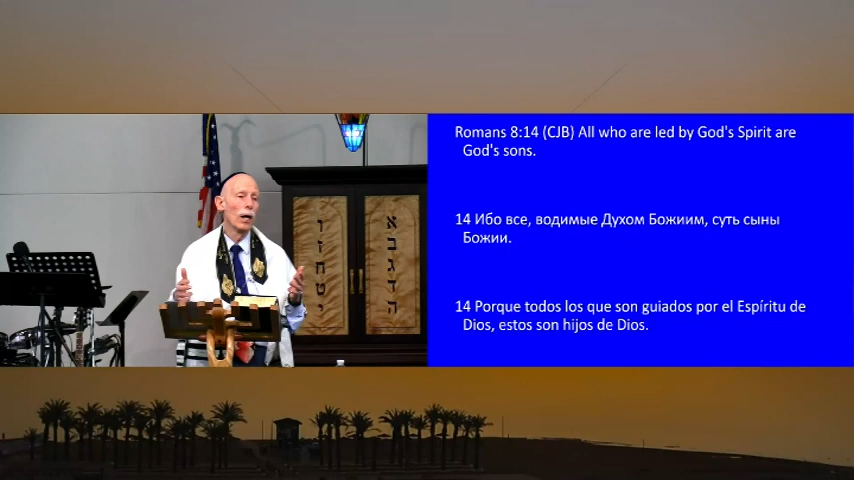 Romans 8:14 (CJB) All who are led by God's Spirit are
God's sons.
14 Ибо все, водимые Духом Божиим, суть сыны
Божии.
14 Porque todos los que son guiados por el Espíritu de
Dios, estos son hijos de Dios.
א
ב
ג
ד
ה
ו
ז
ח
ט
י